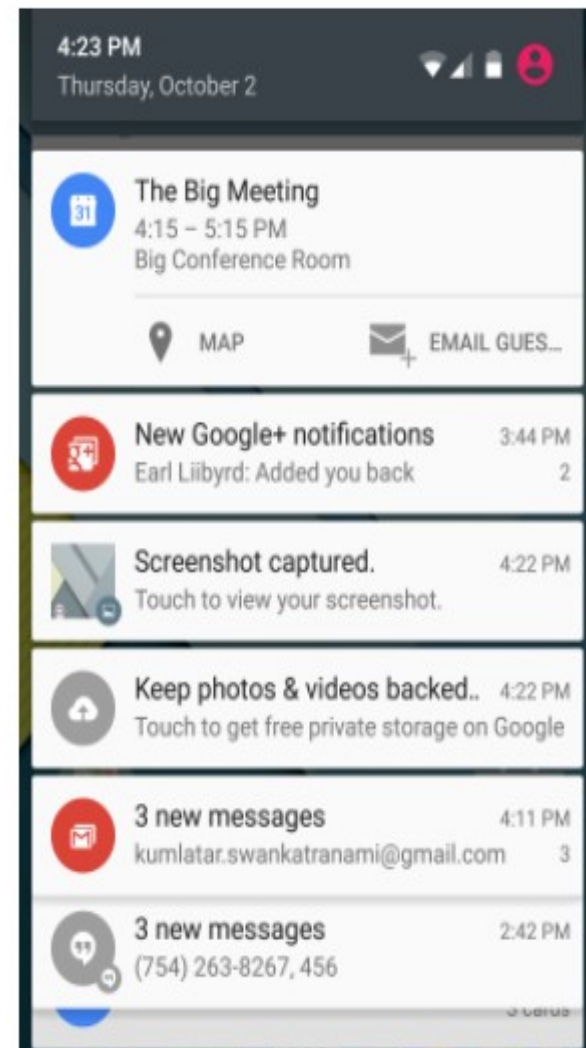 4:23 PM
Thursday, October 2
31
The Big Meeting
4:15 – 5:15 PM
Big Conference Room
MAP
EMAIL GUES...
New Google+ notifications 3:44 PM
Earl Liibyrd: Added you back 2
Screenshot captured. 4:22 PM
Touch to view your screenshot.
Keep photos & videos backed.. 4:22 PM
Touch to get free private storage on Google
3 new messages 4:11 PM
kumlatar.swankatranami@gmail.com 3
3 new messages 2:42 PM
(754) 263-8267, 456
3 cards